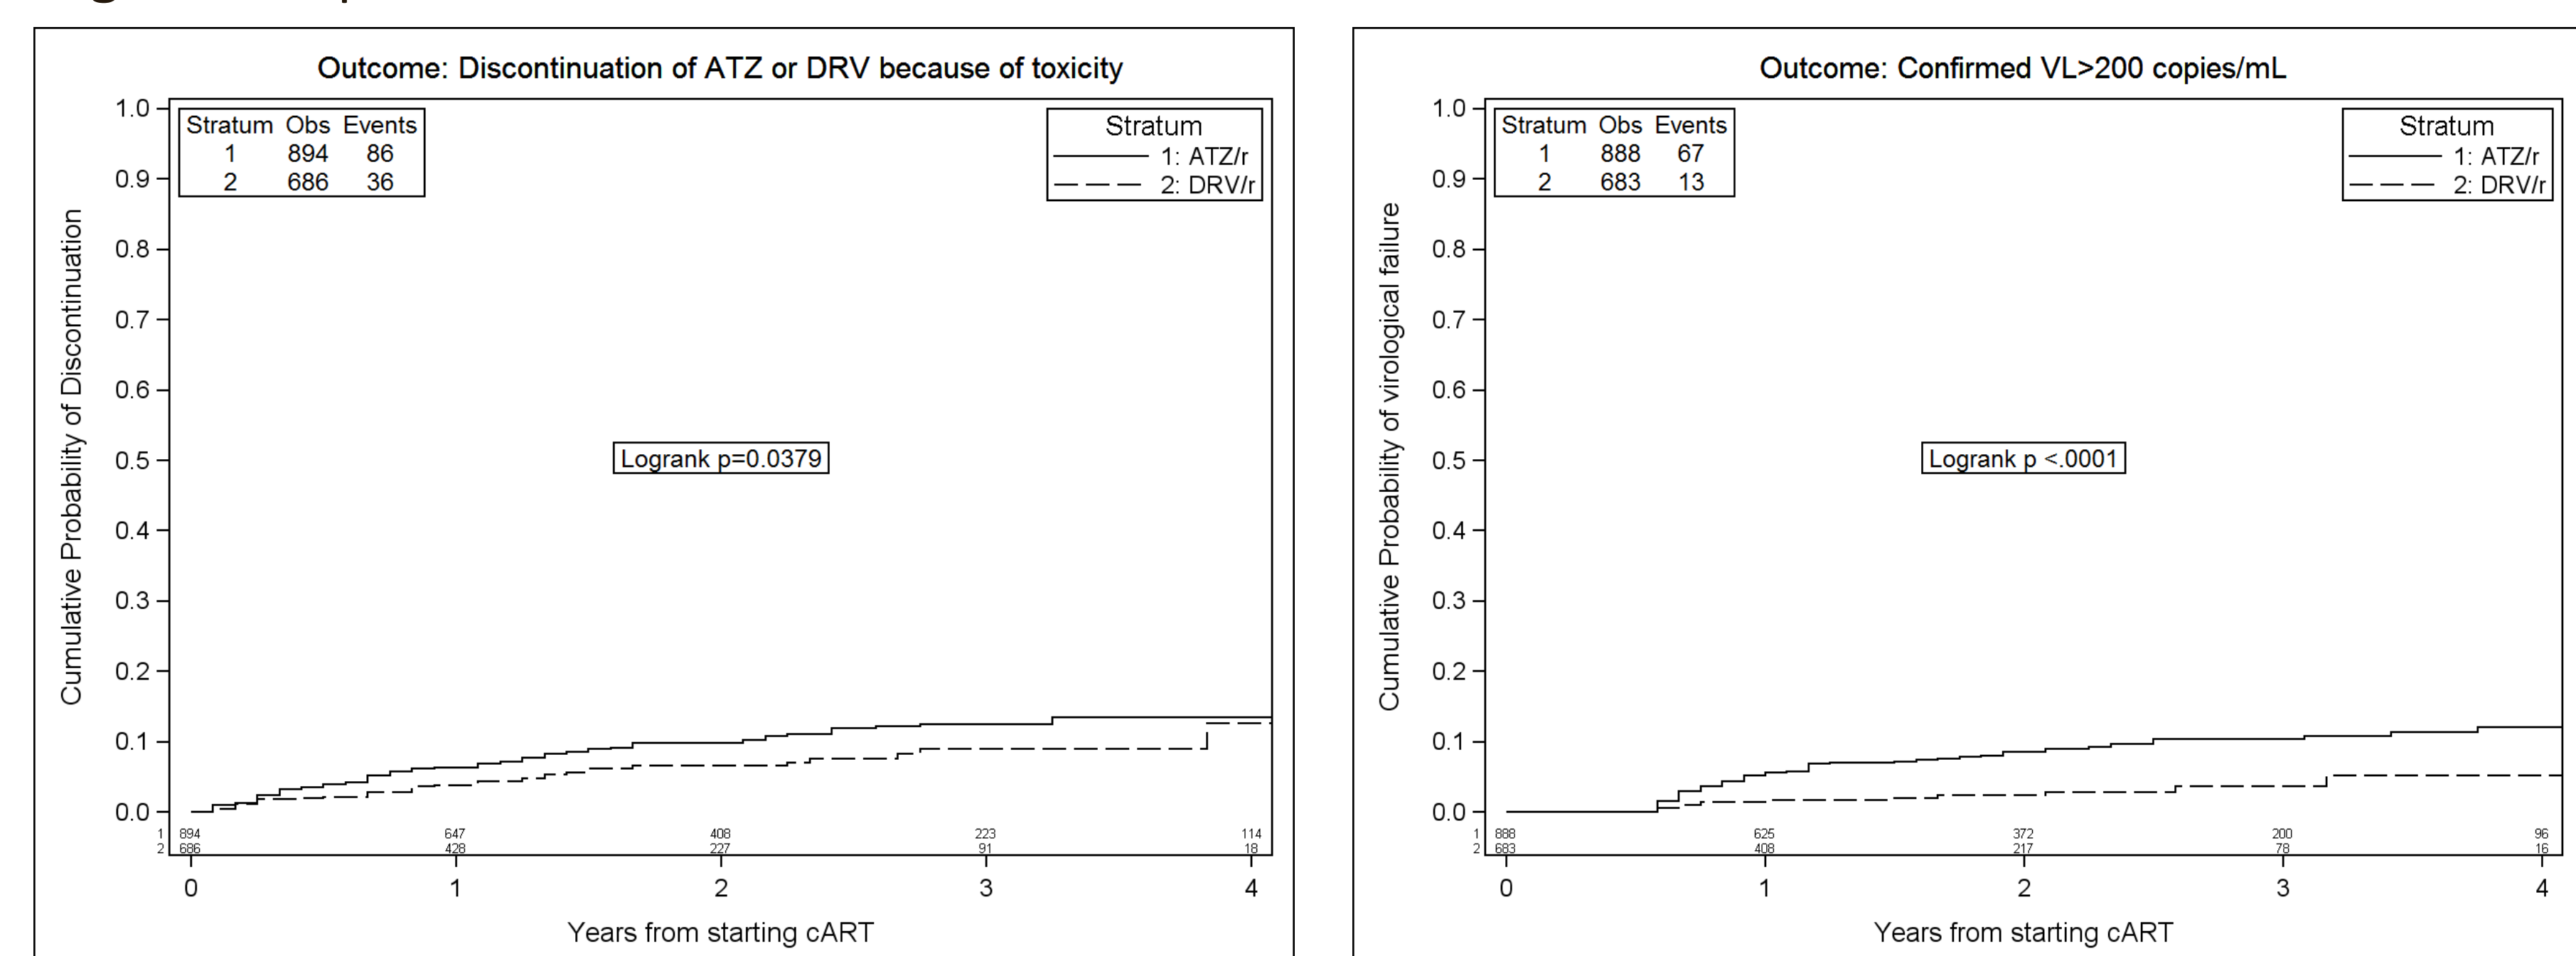 Outcome: Discontinuation of ATZ or DRV because of toxicity
Cumulative Probability of Discontinuation
1.0
0.9
0.8
0.7
0.6
0.5
0.4
0.3
0.2
0.1
0.0
Stratum Obs Events
1 894 86
2 686 36
Stratum
1: ATZ/r
2: DRV/r
Logrank p=0.0379
1 894 647 408 223 114
2 686 428 227 91 18
0 1 2 3 4
Years from starting cART
Outcome: Confirmed VL>200 copies/mL
Cumulative Probability of virological failure
1.0
0.9
0.8
0.7
0.6
0.5
0.4
0.3
0.2
0.1
0.0
Stratum Obs Events
1 888 67
2 683 13
Stratum
1: ATZ/r
2: DRV/r
Logrank p <.0001
1 888 625 372 200 96
2 683 408 217 78 16
0 1 2 3 4
Years from starting cART